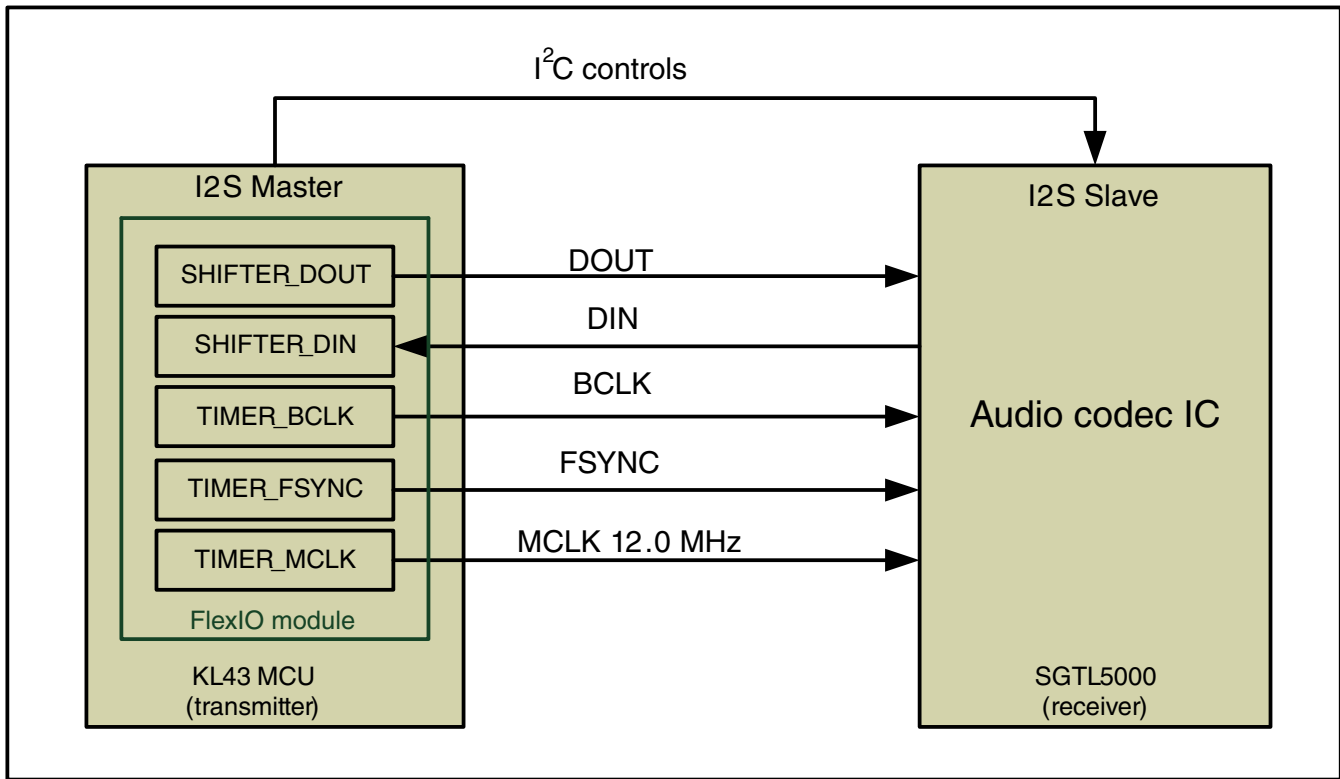 I²C controls
I2S Master
I2S Slave
SHIFTER_DOUT
DOUT
SHIFTER_DIN
DIN
TIMER_BCLK
BCLK
Audio codec IC
TIMER_FSYNC
FSYNC
TIMER_MCLK
MCLK 12.0 MHz
FlexIO module
KL43 MCU
(transmitter)
SGTL5000
(receiver)